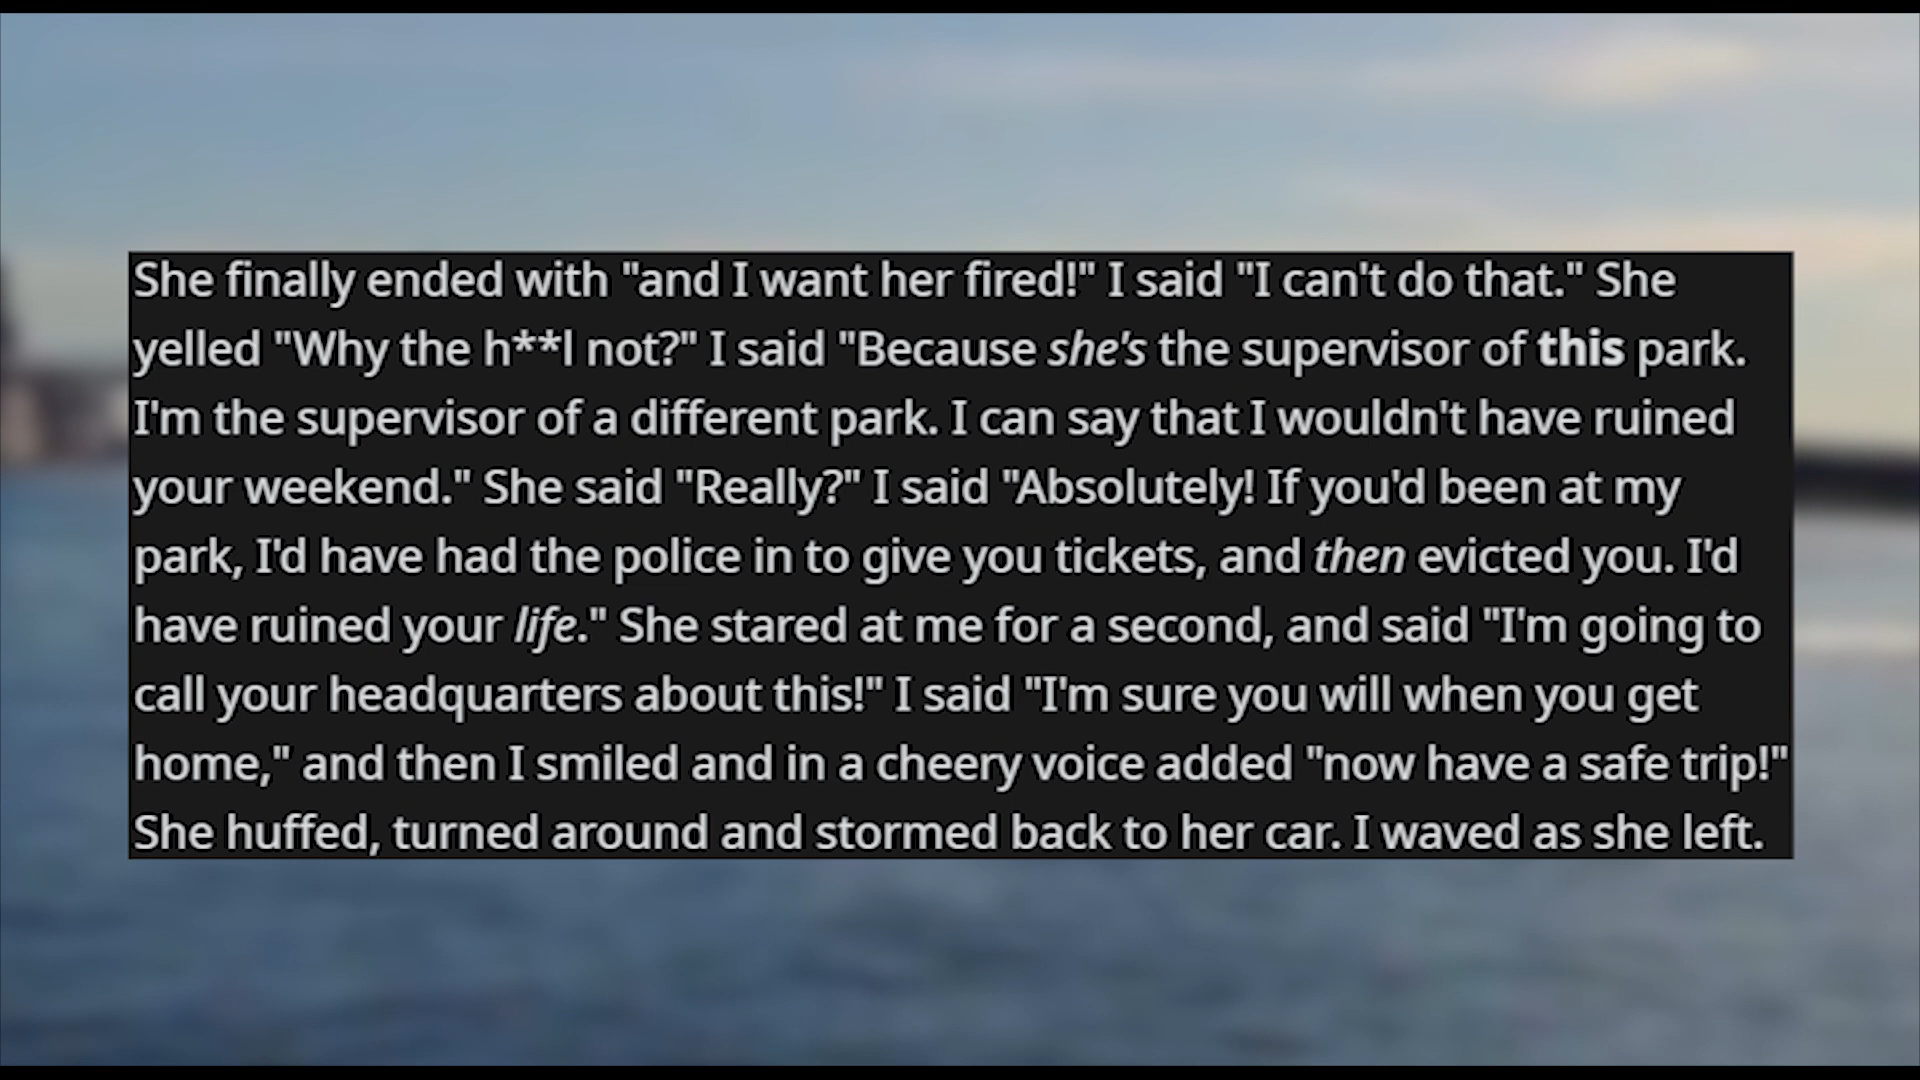 She finally ended with "and I want her fired!" I said "I can't do that." She
yelled "Why the h**l not?" I said "Because she's the supervisor of this park.
I'm the supervisor of a different park. I can say that I wouldn't have ruined
your weekend." She said "Really?" I said "Absolutely! If you'd been at my
park, I'd have had the police in to give you tickets, and then evicted you. I'd
have ruined your life." She stared at me for a second, and said "I'm going to
call your headquarters about this!" I said "I'm sure you will when you get
home," and then I smiled and in a cheery voice added "now have a safe trip!"
She huffed, turned around and stormed back to her car. I waved as she left.